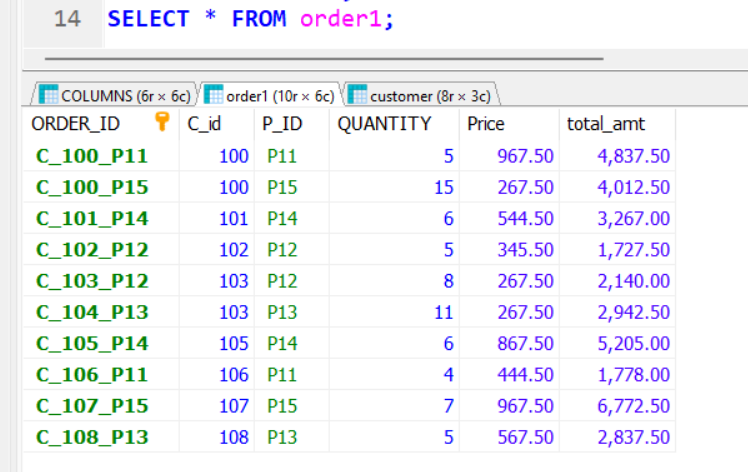 14 SELECT * FROM order1;
COLUMNS (6r × 6c) order1 (10r × 6c) customer (8r × 3c)
ORDER_ID C_id P_ID QUANTITY Price total_amt
C_100_P11 100 P11 5 967.50 4,837.50
C_100_P15 100 P15 15 267.50 4,012.50
C_101_P14 101 P14 6 544.50 3,267.00
C_102_P12 102 P12 5 345.50 1,727.50
C_103_P12 103 P12 8 267.50 2,140.00
C_104_P13 103 P13 11 267.50 2,942.50
C_105_P14 105 P14 6 867.50 5,205.00
C_106_P11 106 P11 4 444.50 1,778.00
C_107_P15 107 P15 7 967.50 6,772.50
C_108_P13 108 P13 5 567.50 2,837.50